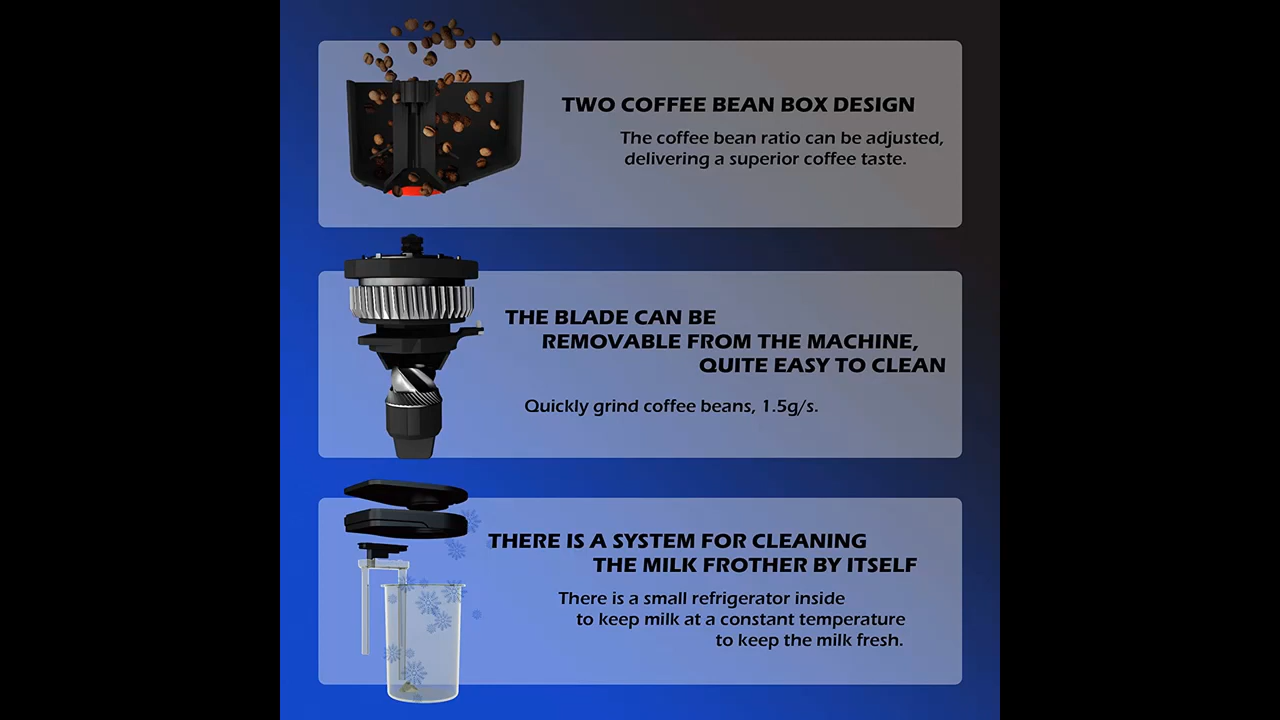 TWO COFFEE BEAN BOX DESIGN
The coffee bean ratio can be adjusted,
delivering a superior coffee taste.
THE BLADE CAN BE
REMOVABLE FROM THE MACHINE,
QUITE EASY TO CLEAN
Quickly grind coffee beans, 1.5g/s.
THERE IS A SYSTEM FOR CLEANING
THE MILK FROTHER BY ITSELF
There is a small refrigerator inside
to keep milk at a constant temperature
to keep the milk fresh.